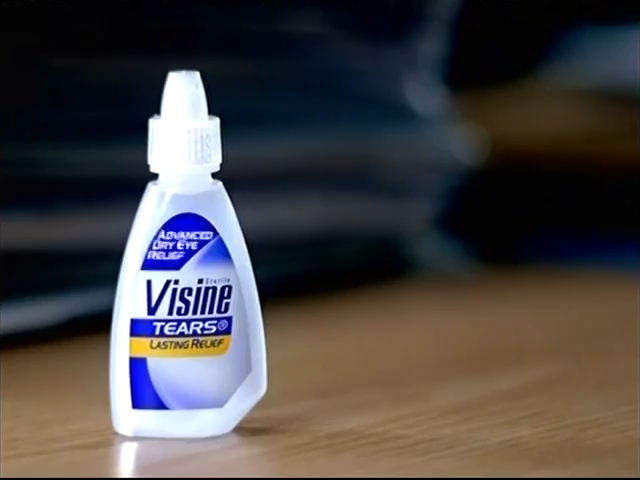 ADVANCED
DRY EYE
RELIEF
Sterile
Visine
TEARS®
LASTING RELIEF